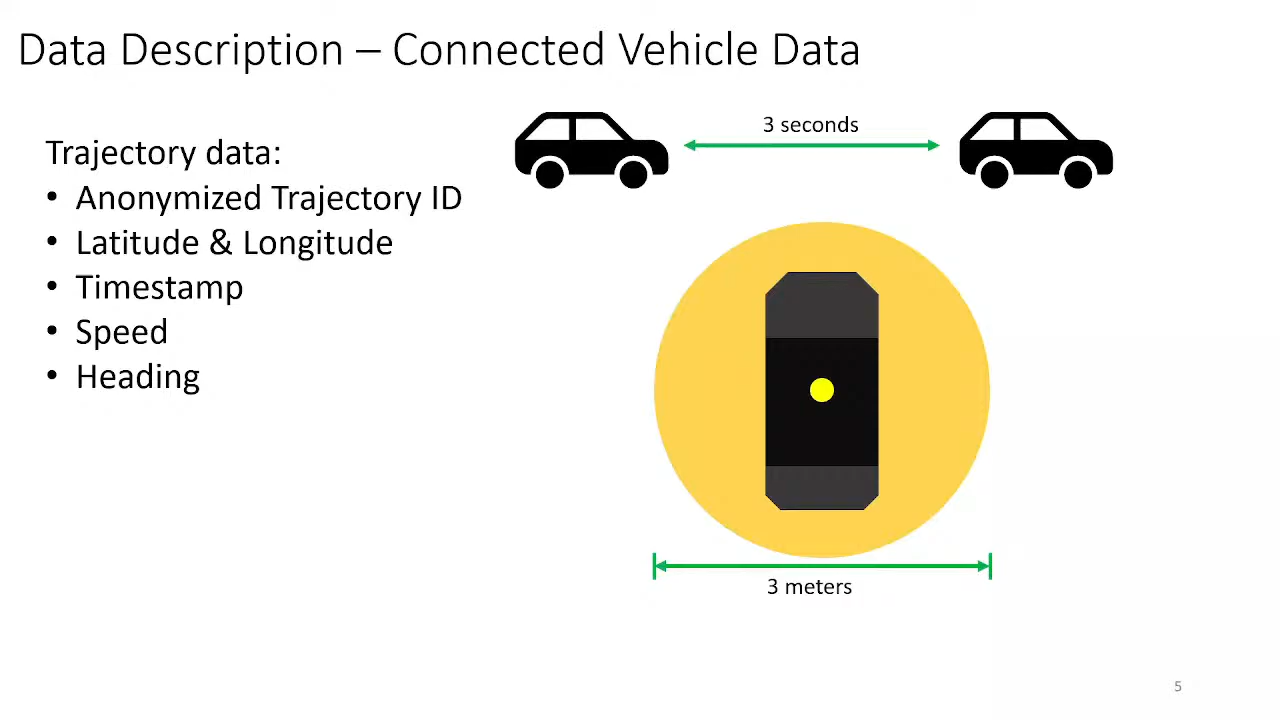 Data Description – Connected Vehicle Data
Trajectory data:
• Anonymized Trajectory ID
• Latitude & Longitude
• Timestamp
• Speed
• Heading
3 seconds
3 meters
5